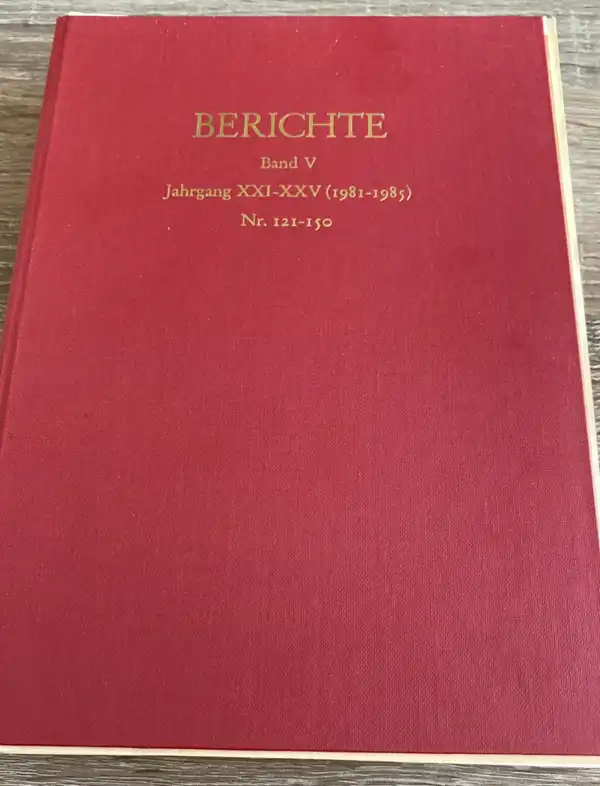 BERICHTE
Band V
Jahrgang XXI-XXV (1981-1985)
Nr. 121-150